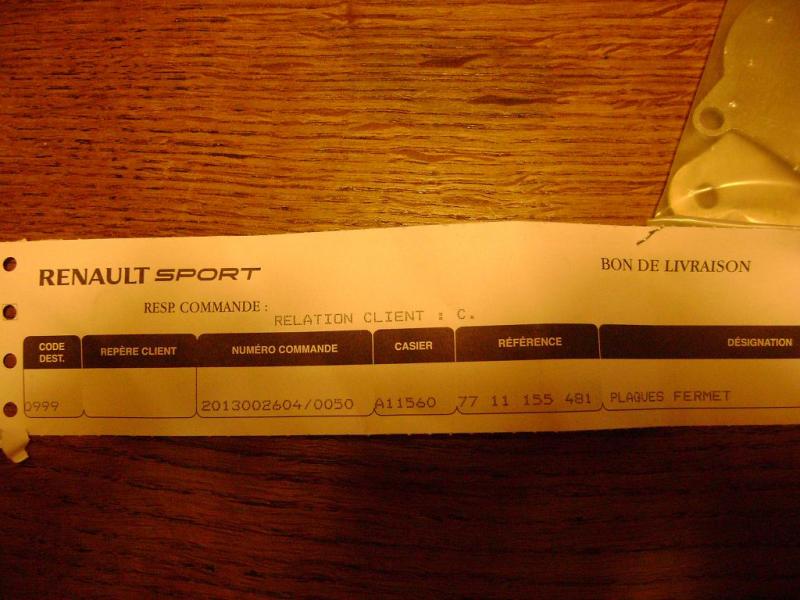 RENAULT SPORT
BON DE LIVRAISON
RESP. COMMANDE : RELATION CLIENT : C.
CODE DEST. REPÈRE CLIENT NUMÉRO COMMANDE CASIER RÉFÉRENCE DÉSIGNATION
0999 2013002604/0050 A11560 77 11 155 481 PLAQUES FERMET